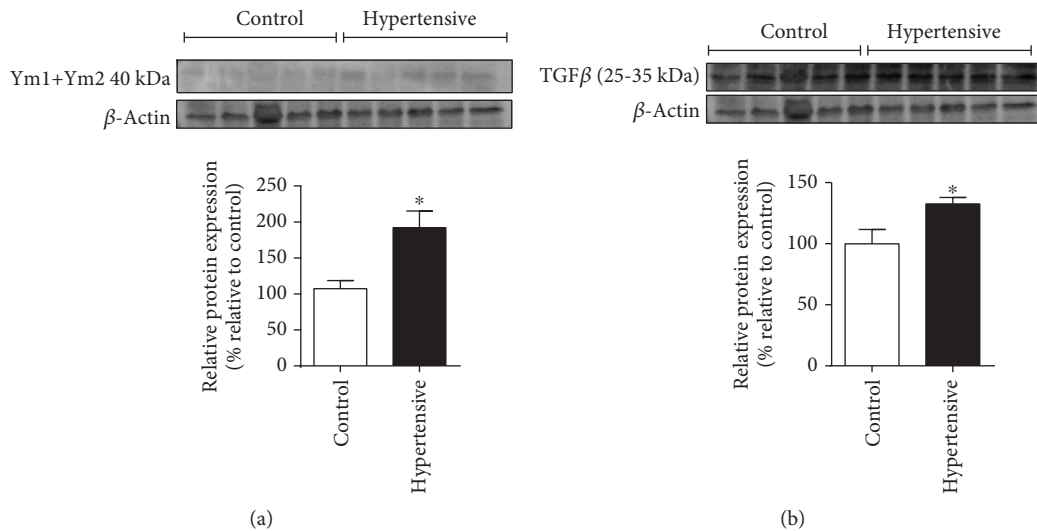 Control Hypertensive
Ym1+Ym2 40 kDa
β-Actin
Relative protein expression
(% relative to control)
250
200
150
100
50
0
Control
Hypertensive
*
(a)
Control Hypertensive
TGFβ (25-35 kDa)
β-Actin
Relative protein expression
(% relative to control)
150
100
50
0
Control
Hypertensive
*
(b)